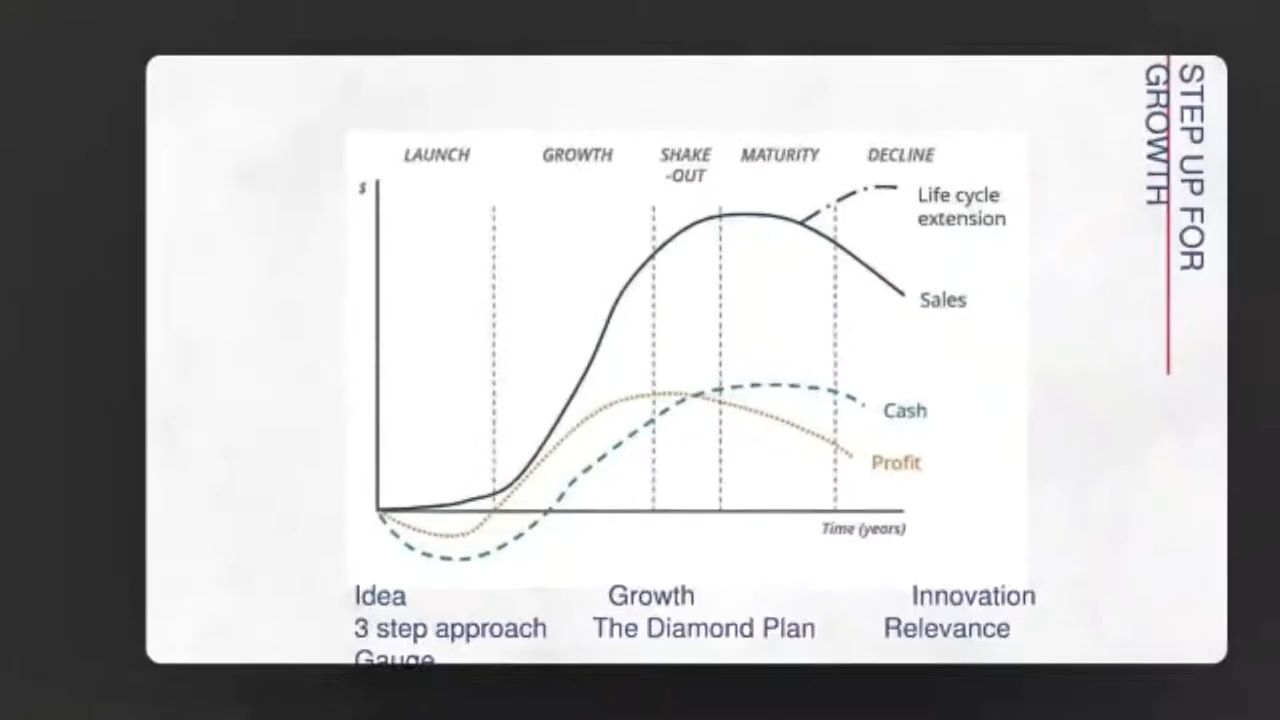 STEP UP FOR
GROWTH
LAUNCH
GROWTH
SHAKE
-OUT
MATURITY
DECLINE
$
Life cycle
extension
Sales
Cash
Profit
Time (years)
Idea
Growth
Innovation
3 step approach
The Diamond Plan
Relevance
Gauge